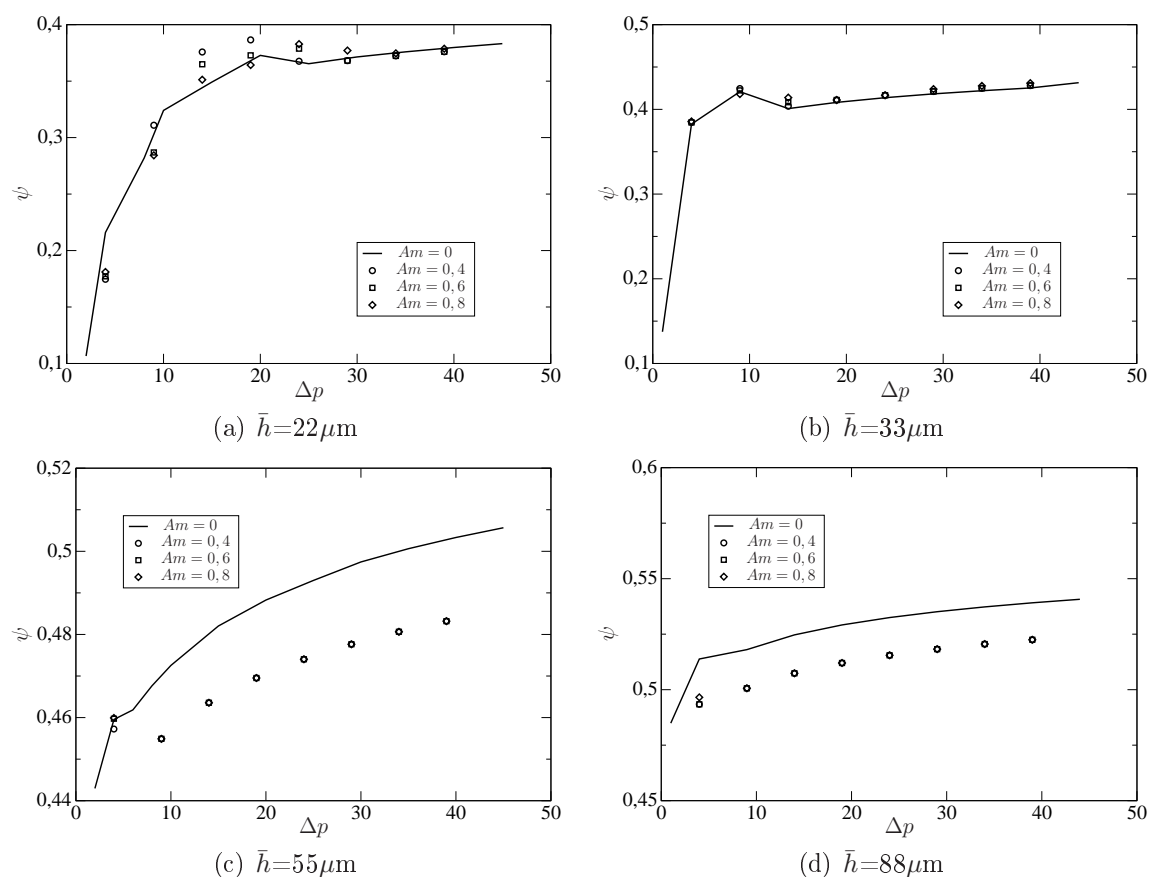 0,4
0,3
0,2
0,1
ψ
0 10 20 30 40 50
Δp
Am = 0
Am = 0,4
Am = 0,6
Am = 0,8
(a) h̄=22μm
0,5
0,4
0,3
0,2
0,1
ψ
0 10 20 30 40 50
Δp
Am = 0
Am = 0,4
Am = 0,6
Am = 0,8
(b) h̄=33μm
0,52
0,5
0,48
0,46
0,44
ψ
0 10 20 30 40 50
Δp
Am = 0
Am = 0,4
Am = 0,6
Am = 0,8
(c) h̄=55μm
0,6
0,55
0,5
0,45
ψ
0 10 20 30 40 50
Δp
Am = 0
Am = 0,4
Am = 0,6
Am = 0,8
(d) h̄=88μm